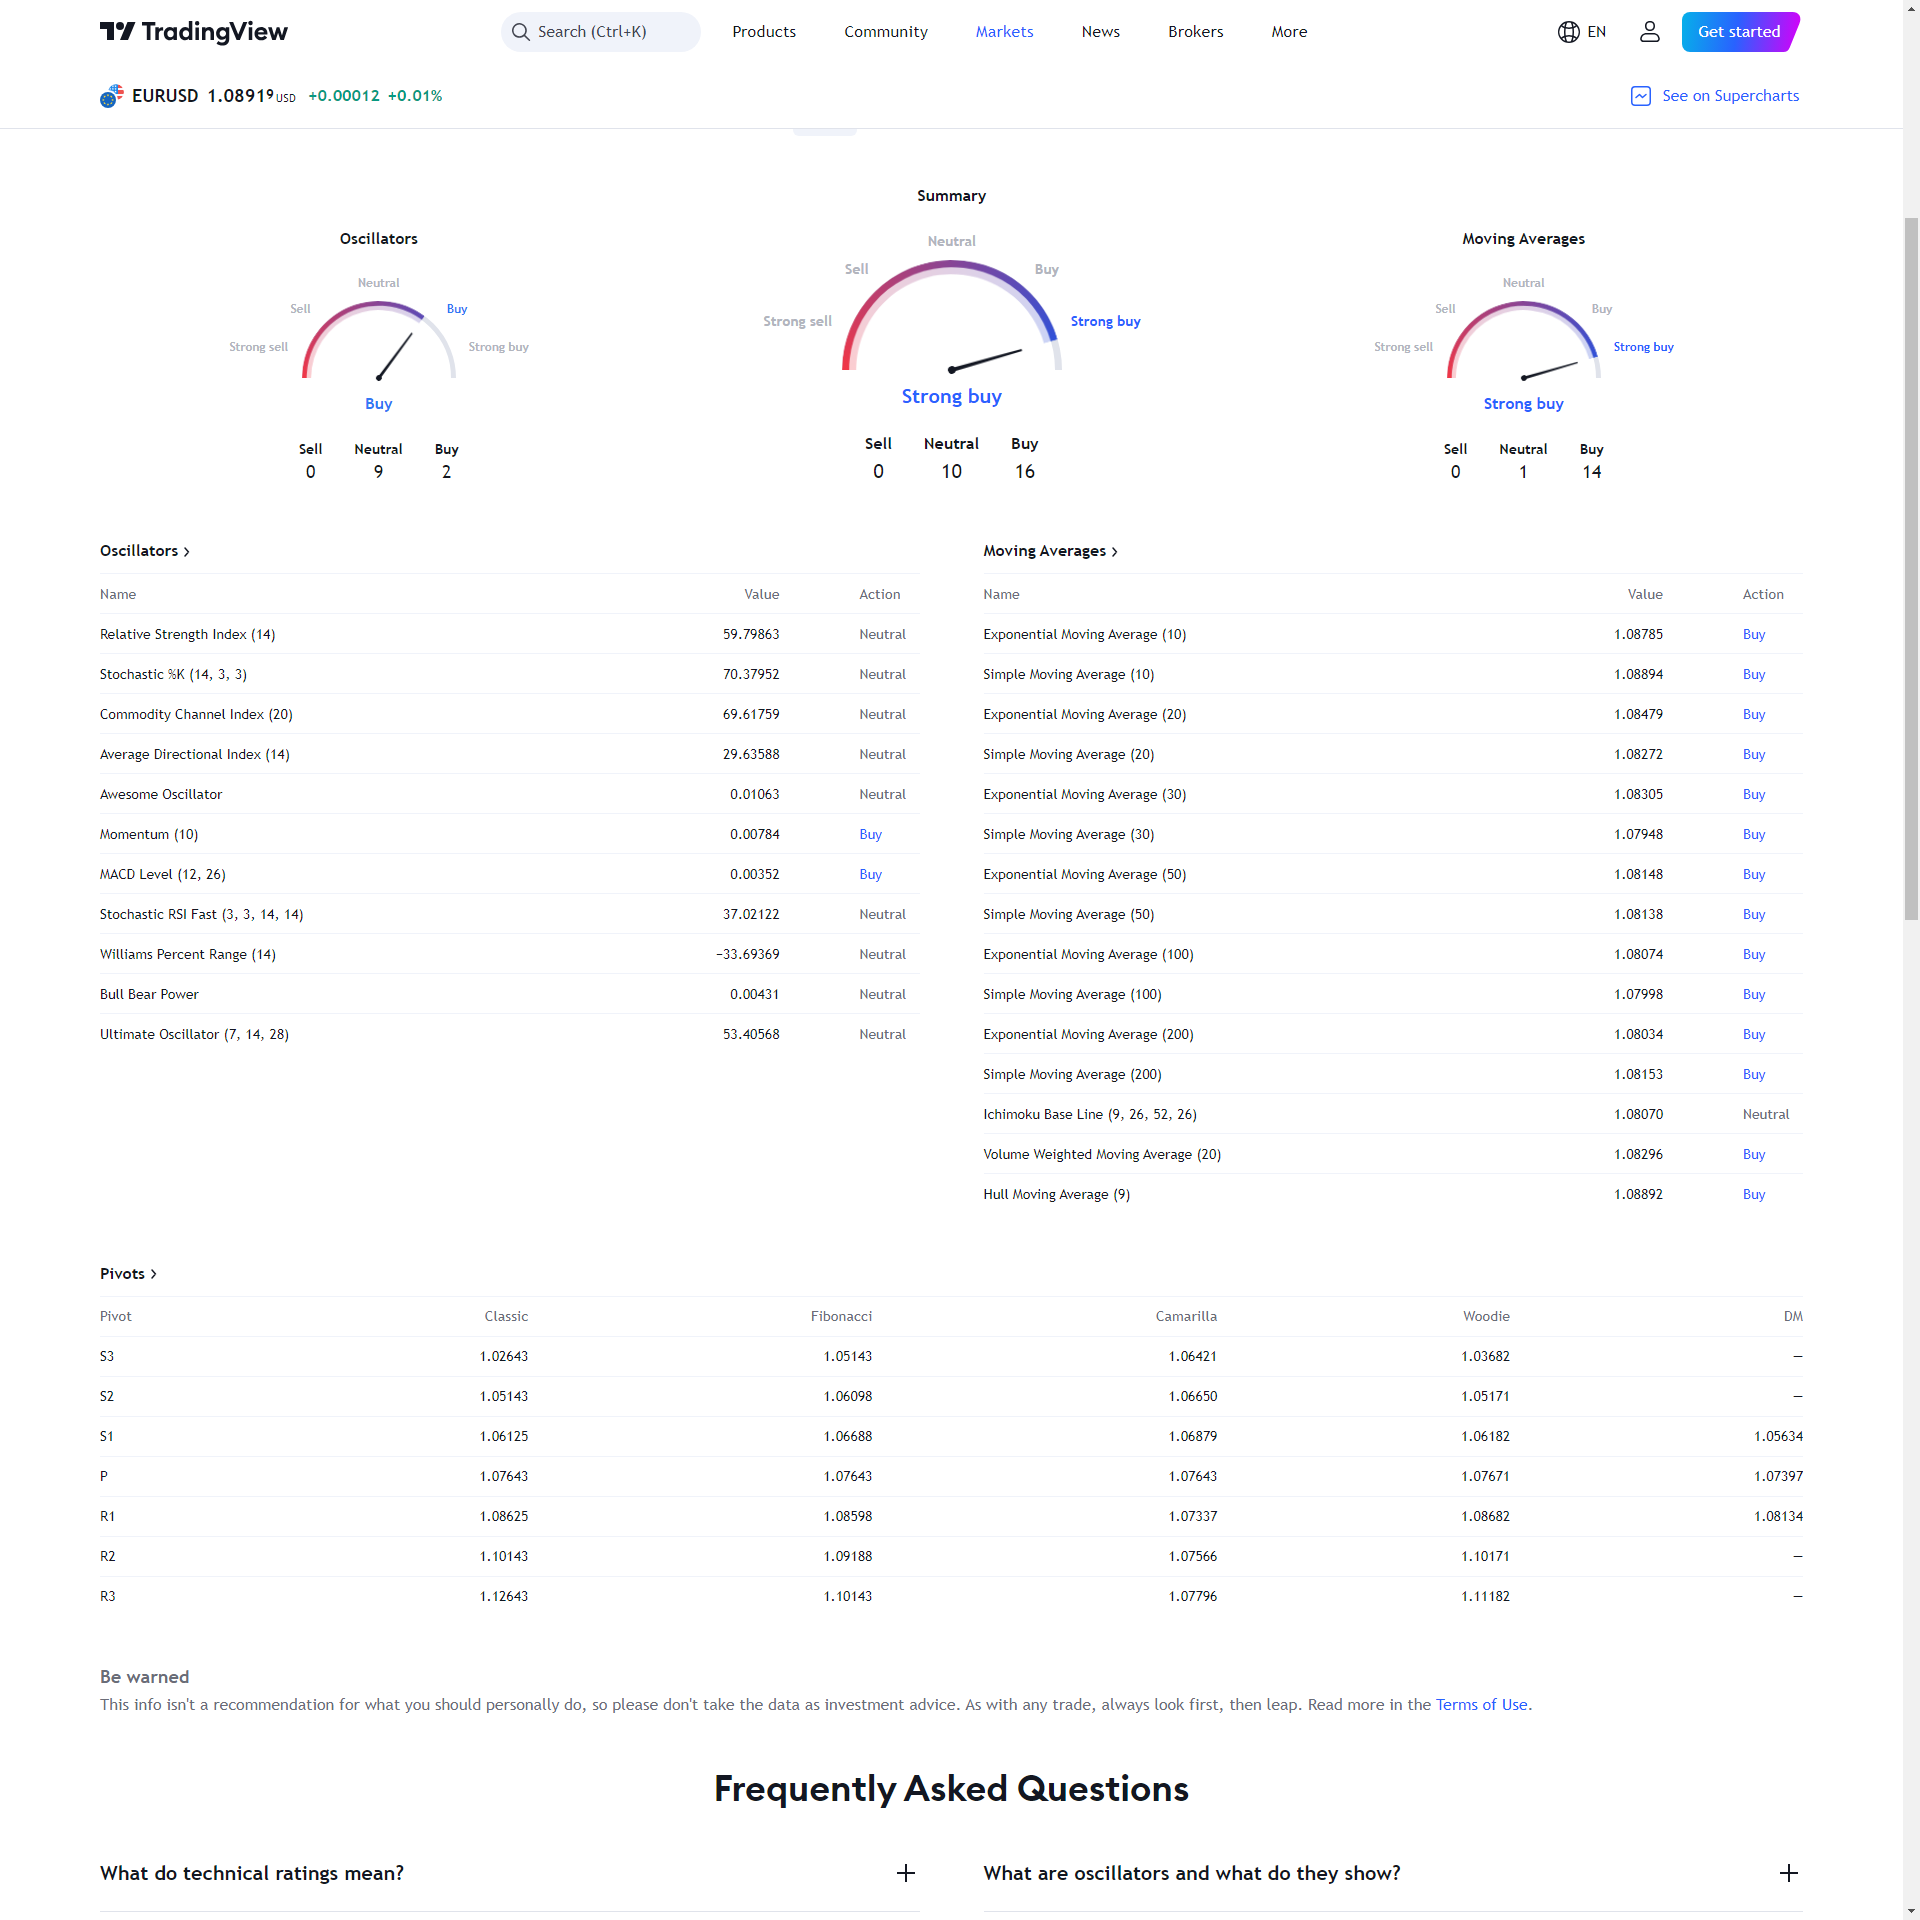 TradingView
Search (Ctrl+K)
Products
Community
Markets
News
Brokers
More
EN
Get started
EURUSD 1.08919 USD +0.00012 +0.01%
See on Supercharts
Summary
Neutral
Sell
Buy
Strong sell
Strong buy
Strong buy
Sell Neutral Buy
0 10 16
Oscillators
Neutral
Sell
Buy
Strong sell
Strong buy
Buy
Sell Neutral Buy
0 9 2
Moving Averages
Neutral
Sell
Buy
Strong sell
Strong buy
Strong buy
Sell Neutral Buy
0 1 14
Oscillators
Name Value Action
Relative Strength Index (14) 59.79863 Neutral
Stochastic %K (14, 3, 3) 70.37952 Neutral
Commodity Channel Index (20) 69.61759 Neutral
Average Directional Index (14) 29.63588 Neutral
Awesome Oscillator 0.01063 Neutral
Momentum (10) 0.00784 Buy
MACD Level (12, 26) 0.00352 Buy
Stochastic RSI Fast (3, 3, 14, 14) 37.02122 Neutral
Williams Percent Range (14) −33.69369 Neutral
Bull Bear Power 0.00431 Neutral
Ultimate Oscillator (7, 14, 28) 53.40568 Neutral
Moving Averages
Name Value Action
Exponential Moving Average (10) 1.08785 Buy
Simple Moving Average (10) 1.08894 Buy
Exponential Moving Average (20) 1.08479 Buy
Simple Moving Average (20) 1.08272 Buy
Exponential Moving Average (30) 1.08305 Buy
Simple Moving Average (30) 1.07948 Buy
Exponential Moving Average (50) 1.08148 Buy
Simple Moving Average (50) 1.08138 Buy
Exponential Moving Average (100) 1.08074 Buy
Simple Moving Average (100) 1.07998 Buy
Exponential Moving Average (200) 1.08034 Buy
Simple Moving Average (200) 1.08153 Buy
Ichimoku Base Line (9, 26, 52, 26) 1.08070 Neutral
Volume Weighted Moving Average (20) 1.08296 Buy
Hull Moving Average (9) 1.08892 Buy
Pivots
Pivot Classic Fibonacci Camarilla Woodie DM
S3 1.02643 1.05143 1.06421 1.03682 —
S2 1.05143 1.06098 1.06650 1.05171 —
S1 1.06125 1.06688 1.06879 1.06182 1.05634
P 1.07643 1.07643 1.07643 1.07671 1.07397
R1 1.08625 1.08598 1.07337 1.08682 1.08134
R2 1.10143 1.09188 1.07566 1.10171 —
R3 1.12643 1.10143 1.07796 1.11182 —
Be warned
This info isn't a recommendation for what you should personally do, so please don't take the data as investment advice. As with any trade, always look first, then leap. Read more in the Terms of Use.
Frequently Asked Questions
What do technical ratings mean?
What are oscillators and what do they show?